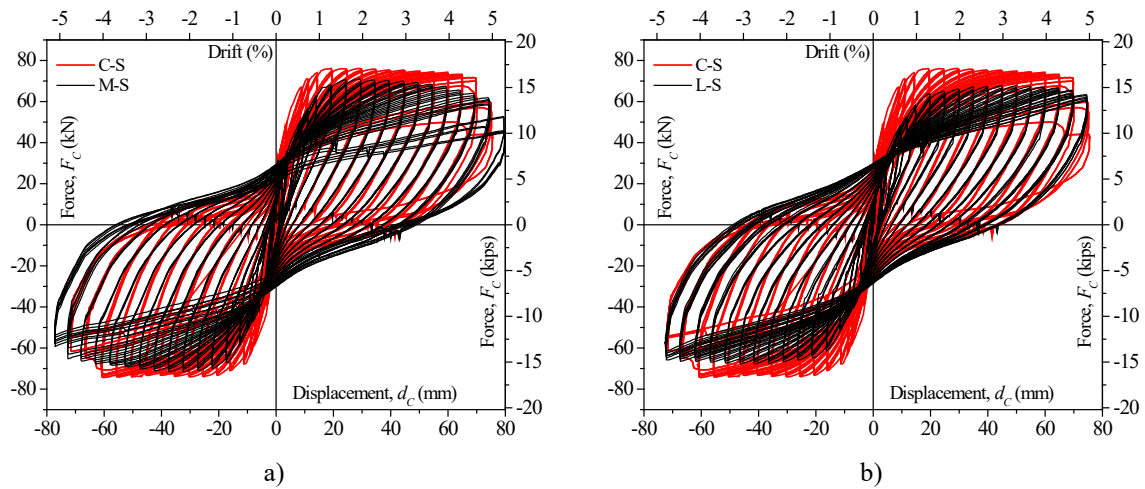 -5 -4 -3 -2 -1 0 1 2 3 4 5
Drift (%)
C-S
M-S
80
60
40
20
0
-20
-40
-60
-80
Force, F_C (kN)
20
15
10
5
0
-5
-10
-15
-20
Force, F_C (kips)
Displacement, d_C (mm)
-80 -60 -40 -20 0 20 40 60 80
a)
-5 -4 -3 -2 -1 0 1 2 3 4 5
Drift (%)
C-S
L-S
80
60
40
20
0
-20
-40
-60
-80
Force, F_C (kN)
20
15
10
5
0
-5
-10
-15
-20
Force, F_C (kips)
Displacement, d_C (mm)
-80 -60 -40 -20 0 20 40 60 80
b)